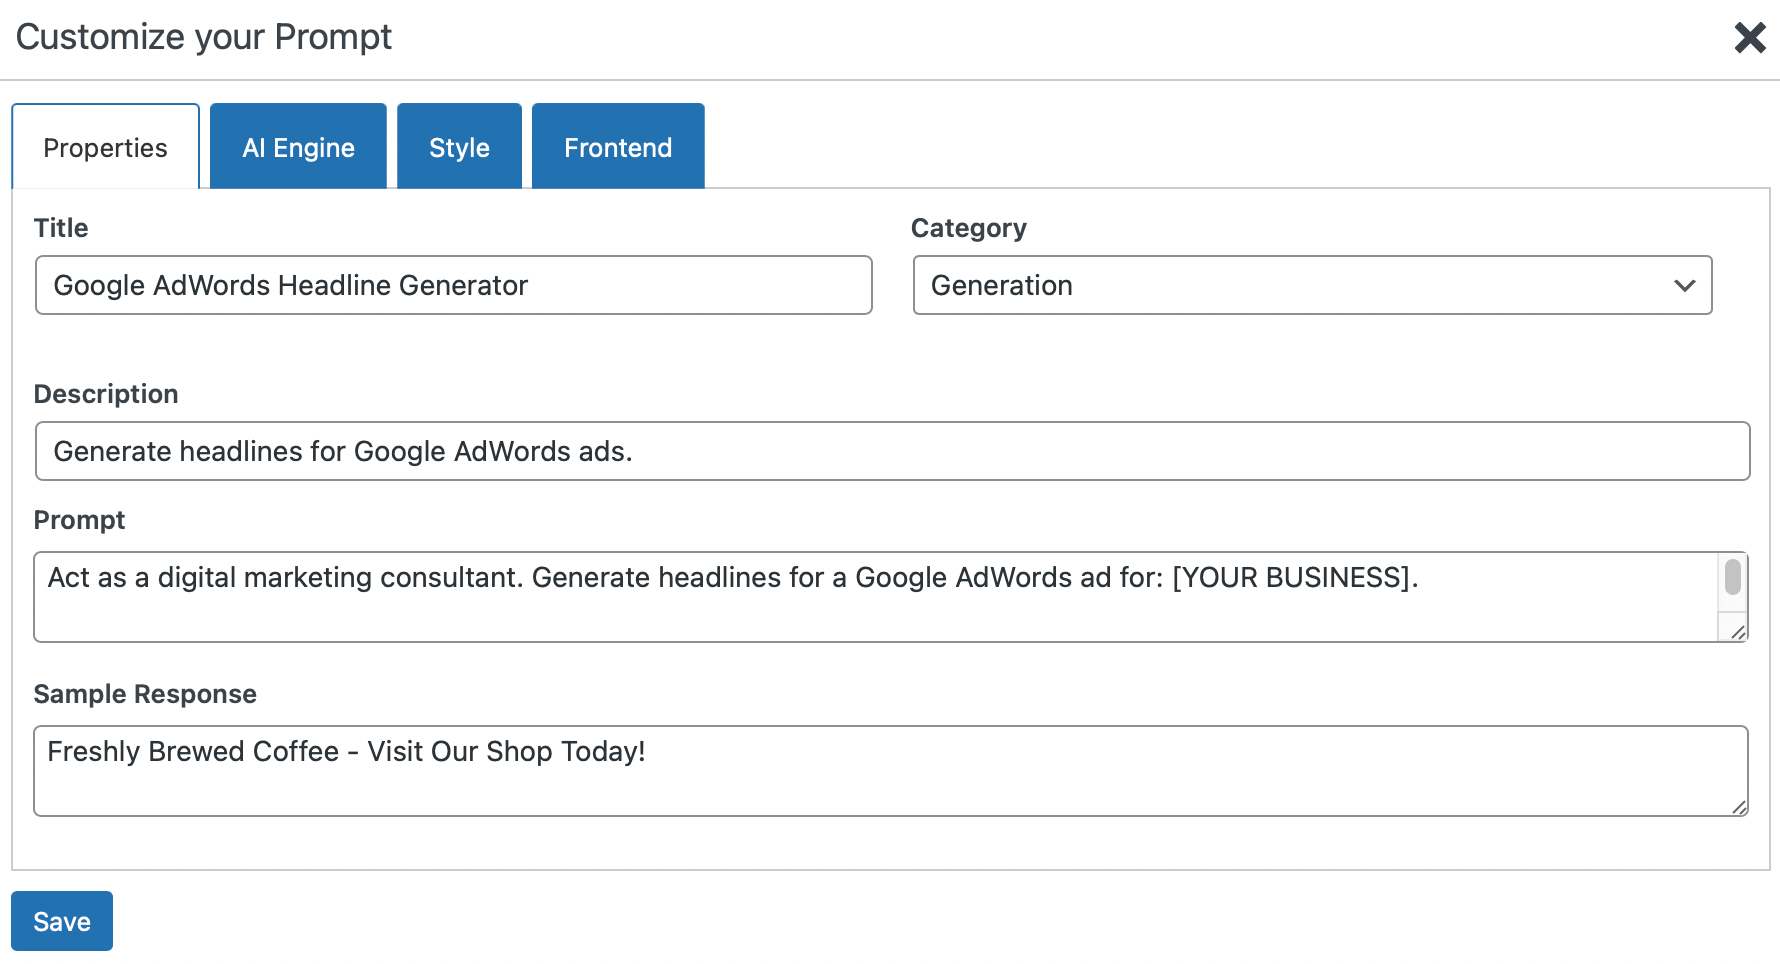 Customize your Prompt
Properties
AI Engine
Style
Frontend
Title
Category
Google AdWords Headline Generator
Generation
Description
Generate headlines for Google AdWords ads.
Prompt
Act as a digital marketing consultant. Generate headlines for a Google AdWords ad for: [YOUR BUSINESS].
Sample Response
Freshly Brewed Coffee - Visit Our Shop Today!
Save